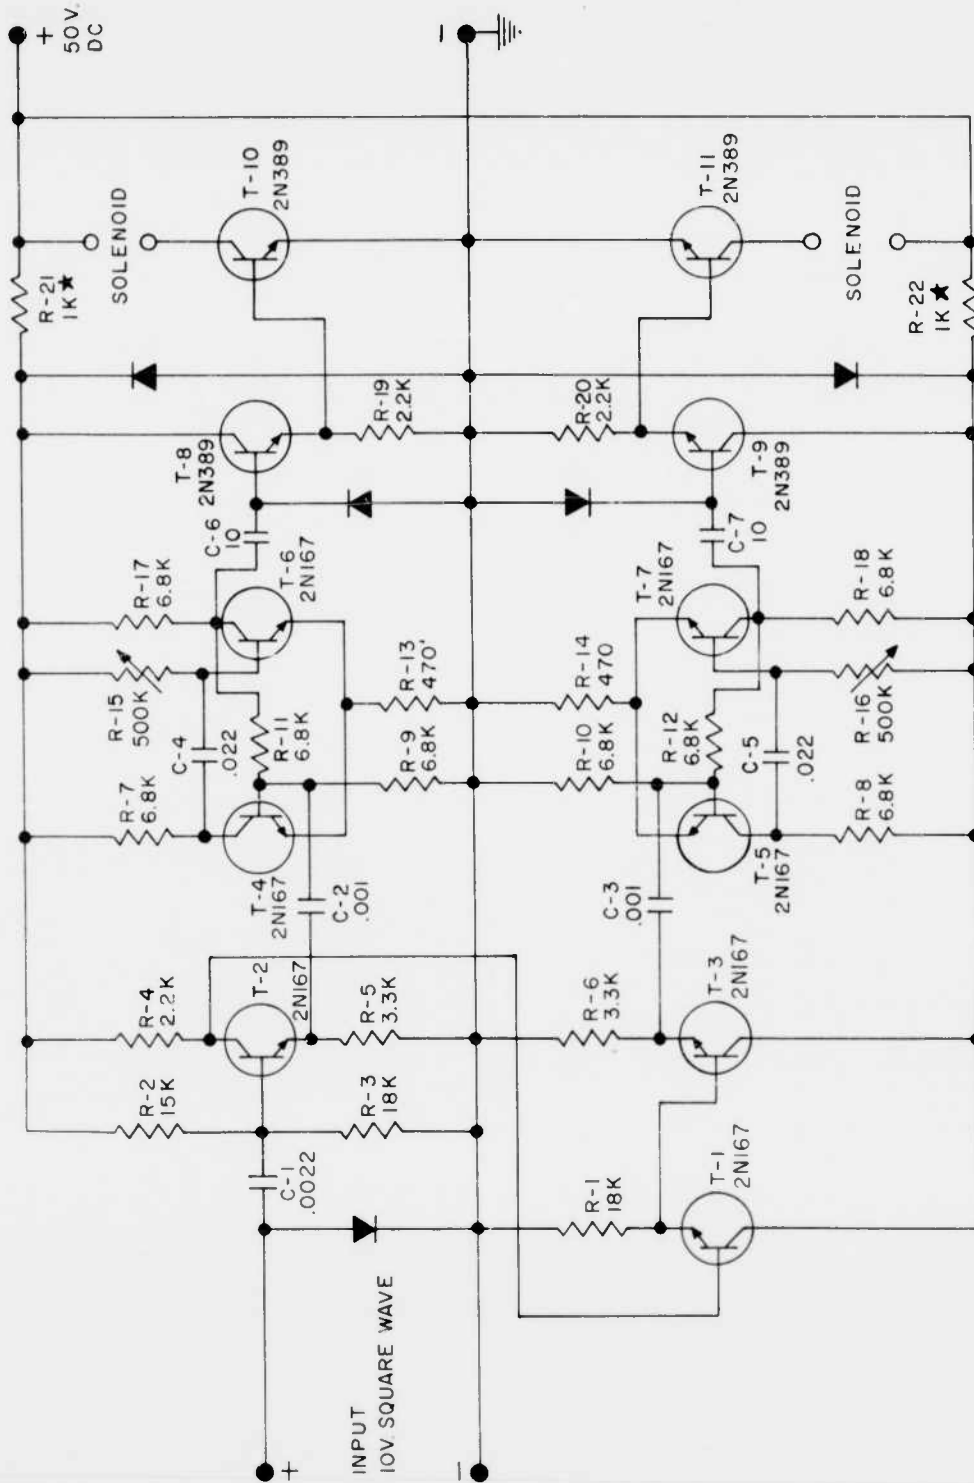 +
50V.
DC
R-21
1K★
SOLENOID
T-10
2N389
T-8
2N389
R-19
2.2K
C-6
10
R-17
6.8K
T-6
2N167
R-15
500K
C-4
.022
R-11
6.8K
R-13
470'
R-7
6.8K
R-9
6.8K
T-4
2N167
C-2
.001
R-4
2.2K
T-2
2N167
R-5
3.3K
R-2
15K
R-3
18K
C-1
.0022
+
INPUT
10V. SQUARE WAVE
-
-
T-11
2N389
SOLENOID
R-22
1K★
R-20
2.2K
T-9
2N389
C-7
10
T-7
2N167
R-18
6.8K
R-14
470
R-10
6.8K
R-12
6.8K
R-16
500K
C-5
.022
R-8
6.8K
T-5
2N167
C-3
.001
R-6
3.3K
T-3
2N167
R-1
18K
T-1
2N167